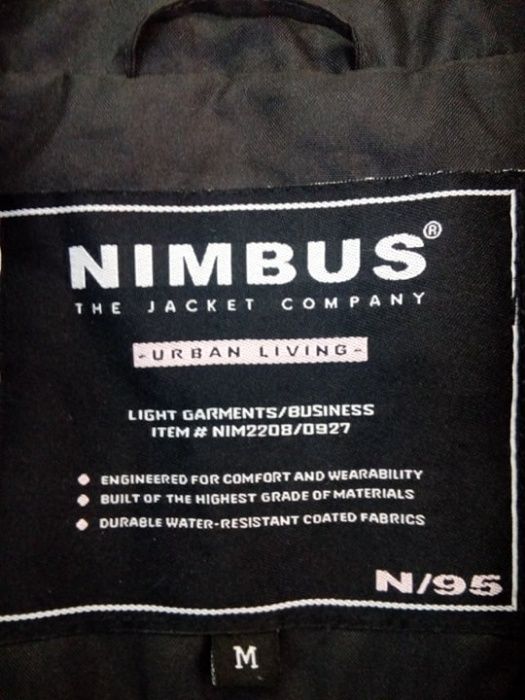 NIMBUS®
THE JACKET COMPANY
-URBAN LIVING-
LIGHT GARMENTS/BUSINESS
ITEM # NIM2208/0927
● ENGINEERED FOR COMFORT AND WEARABILITY
● BUILT OF THE HIGHEST GRADE OF MATERIALS
● DURABLE WATER-RESISTANT COATED FABRICS
N/95
M